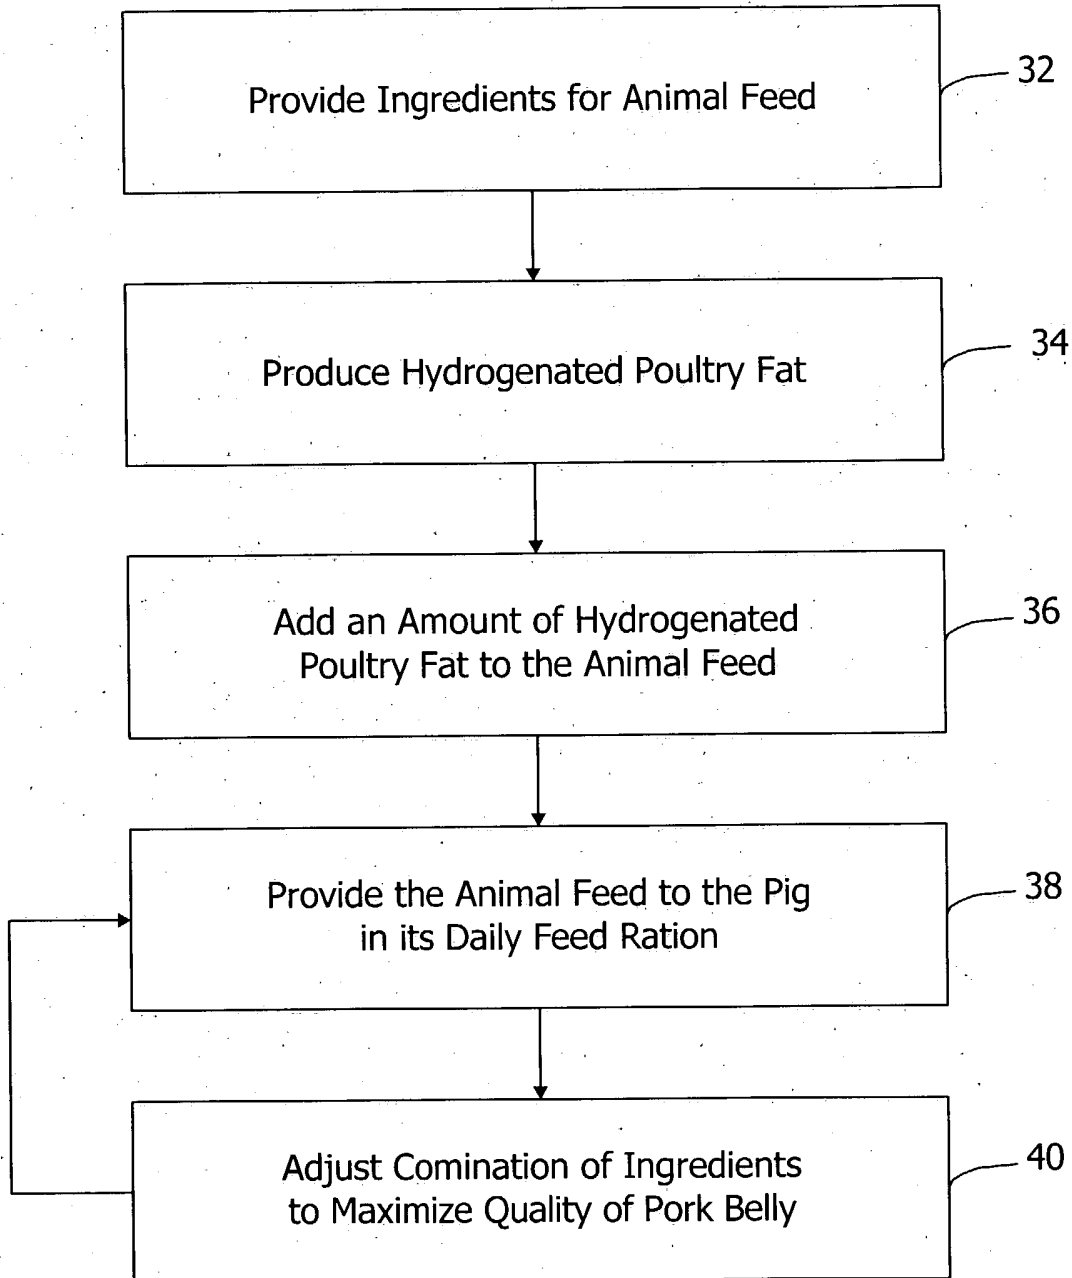 Provide Ingredients for Animal Feed
32
Produce Hydrogenated Poultry Fat
34
Add an Amount of Hydrogenated
Poultry Fat to the Animal Feed
36
Provide the Animal Feed to the Pig
in its Daily Feed Ration
38
Adjust Comination of Ingredients
to Maximize Quality of Pork Belly
40